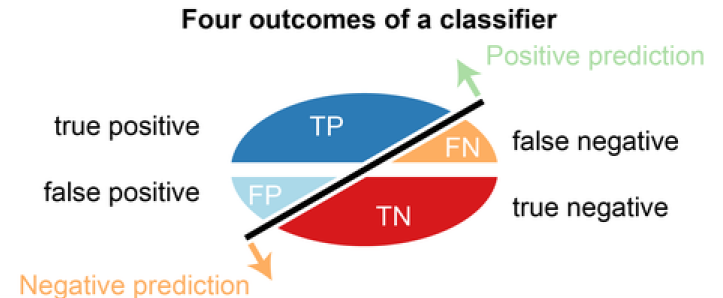 Four outcomes of a classifier
Positive prediction
true positive
TP
FN
false negative
false positive
FP
TN
true negative
Negative prediction